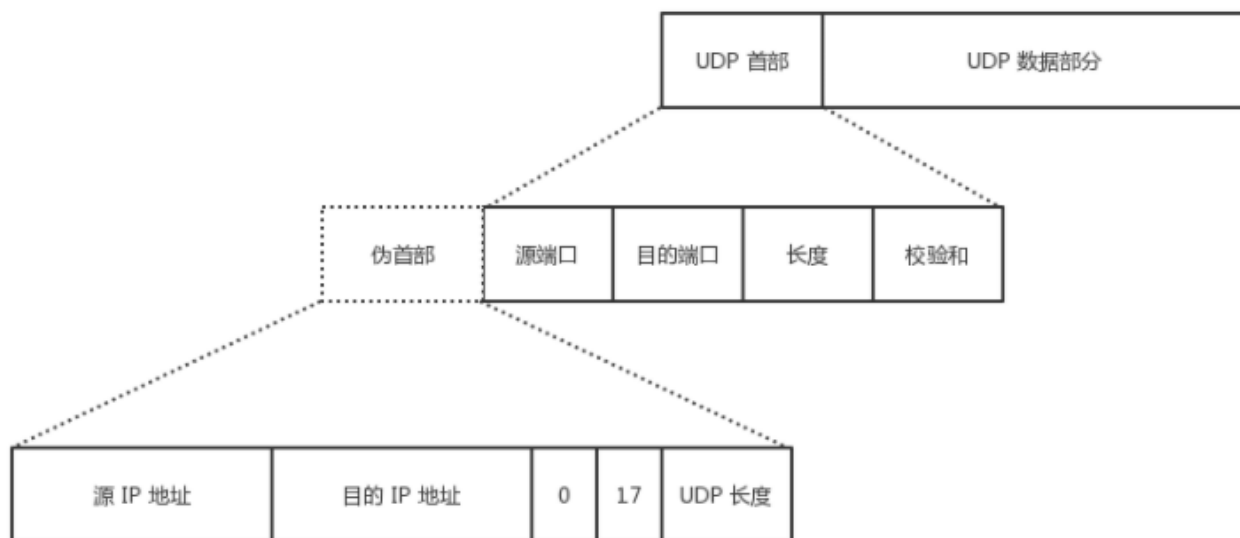 UDP 首部
UDP 数据部分
伪首部
源端口
目的端口
长度
校验和
源 IP 地址
目的 IP 地址
0
17
UDP 长度